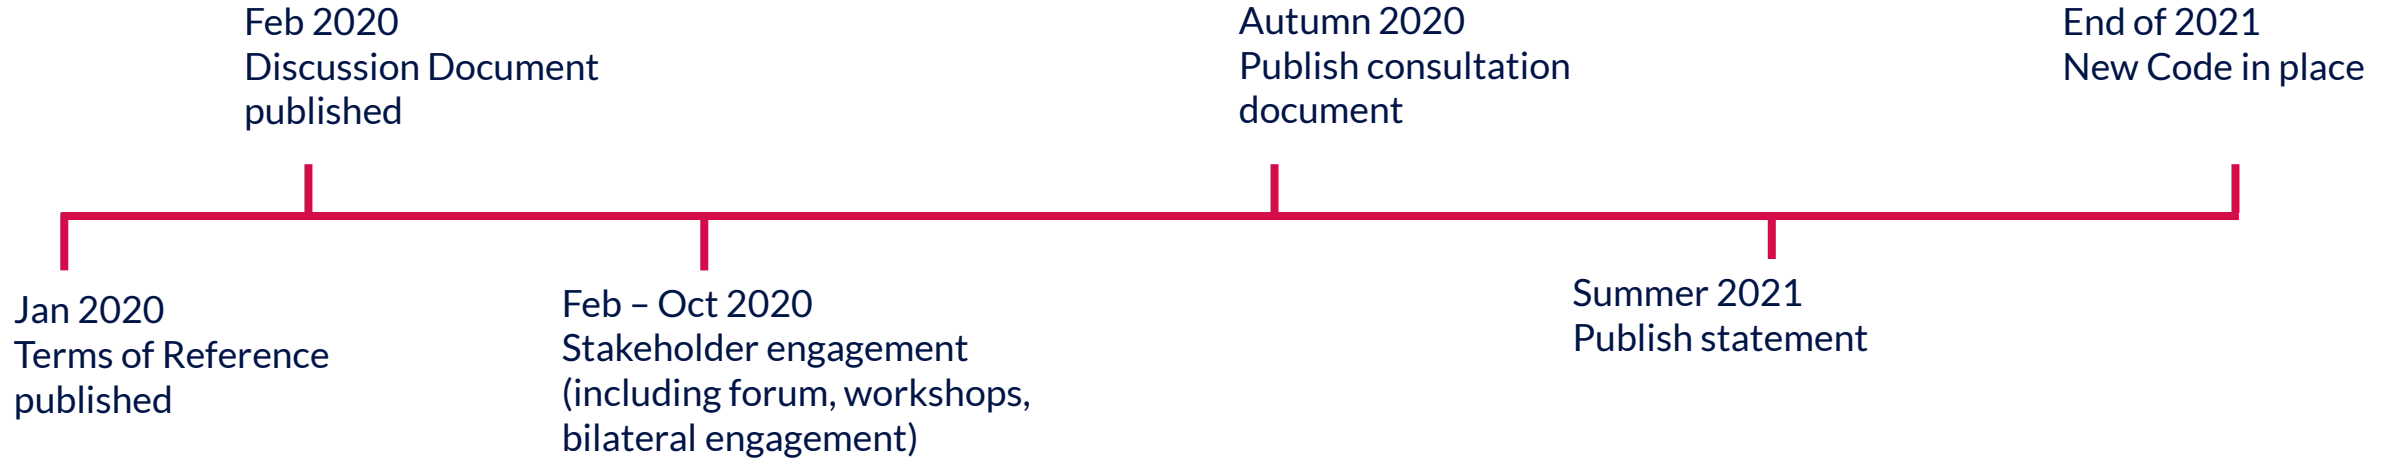 Feb 2020
Discussion Document
published
Autumn 2020
Publish consultation
document
End of 2021
New Code in place
Jan 2020
Terms of Reference
published
Feb – Oct 2020
Stakeholder engagement
(including forum, workshops,
bilateral engagement)
Summer 2021
Publish statement